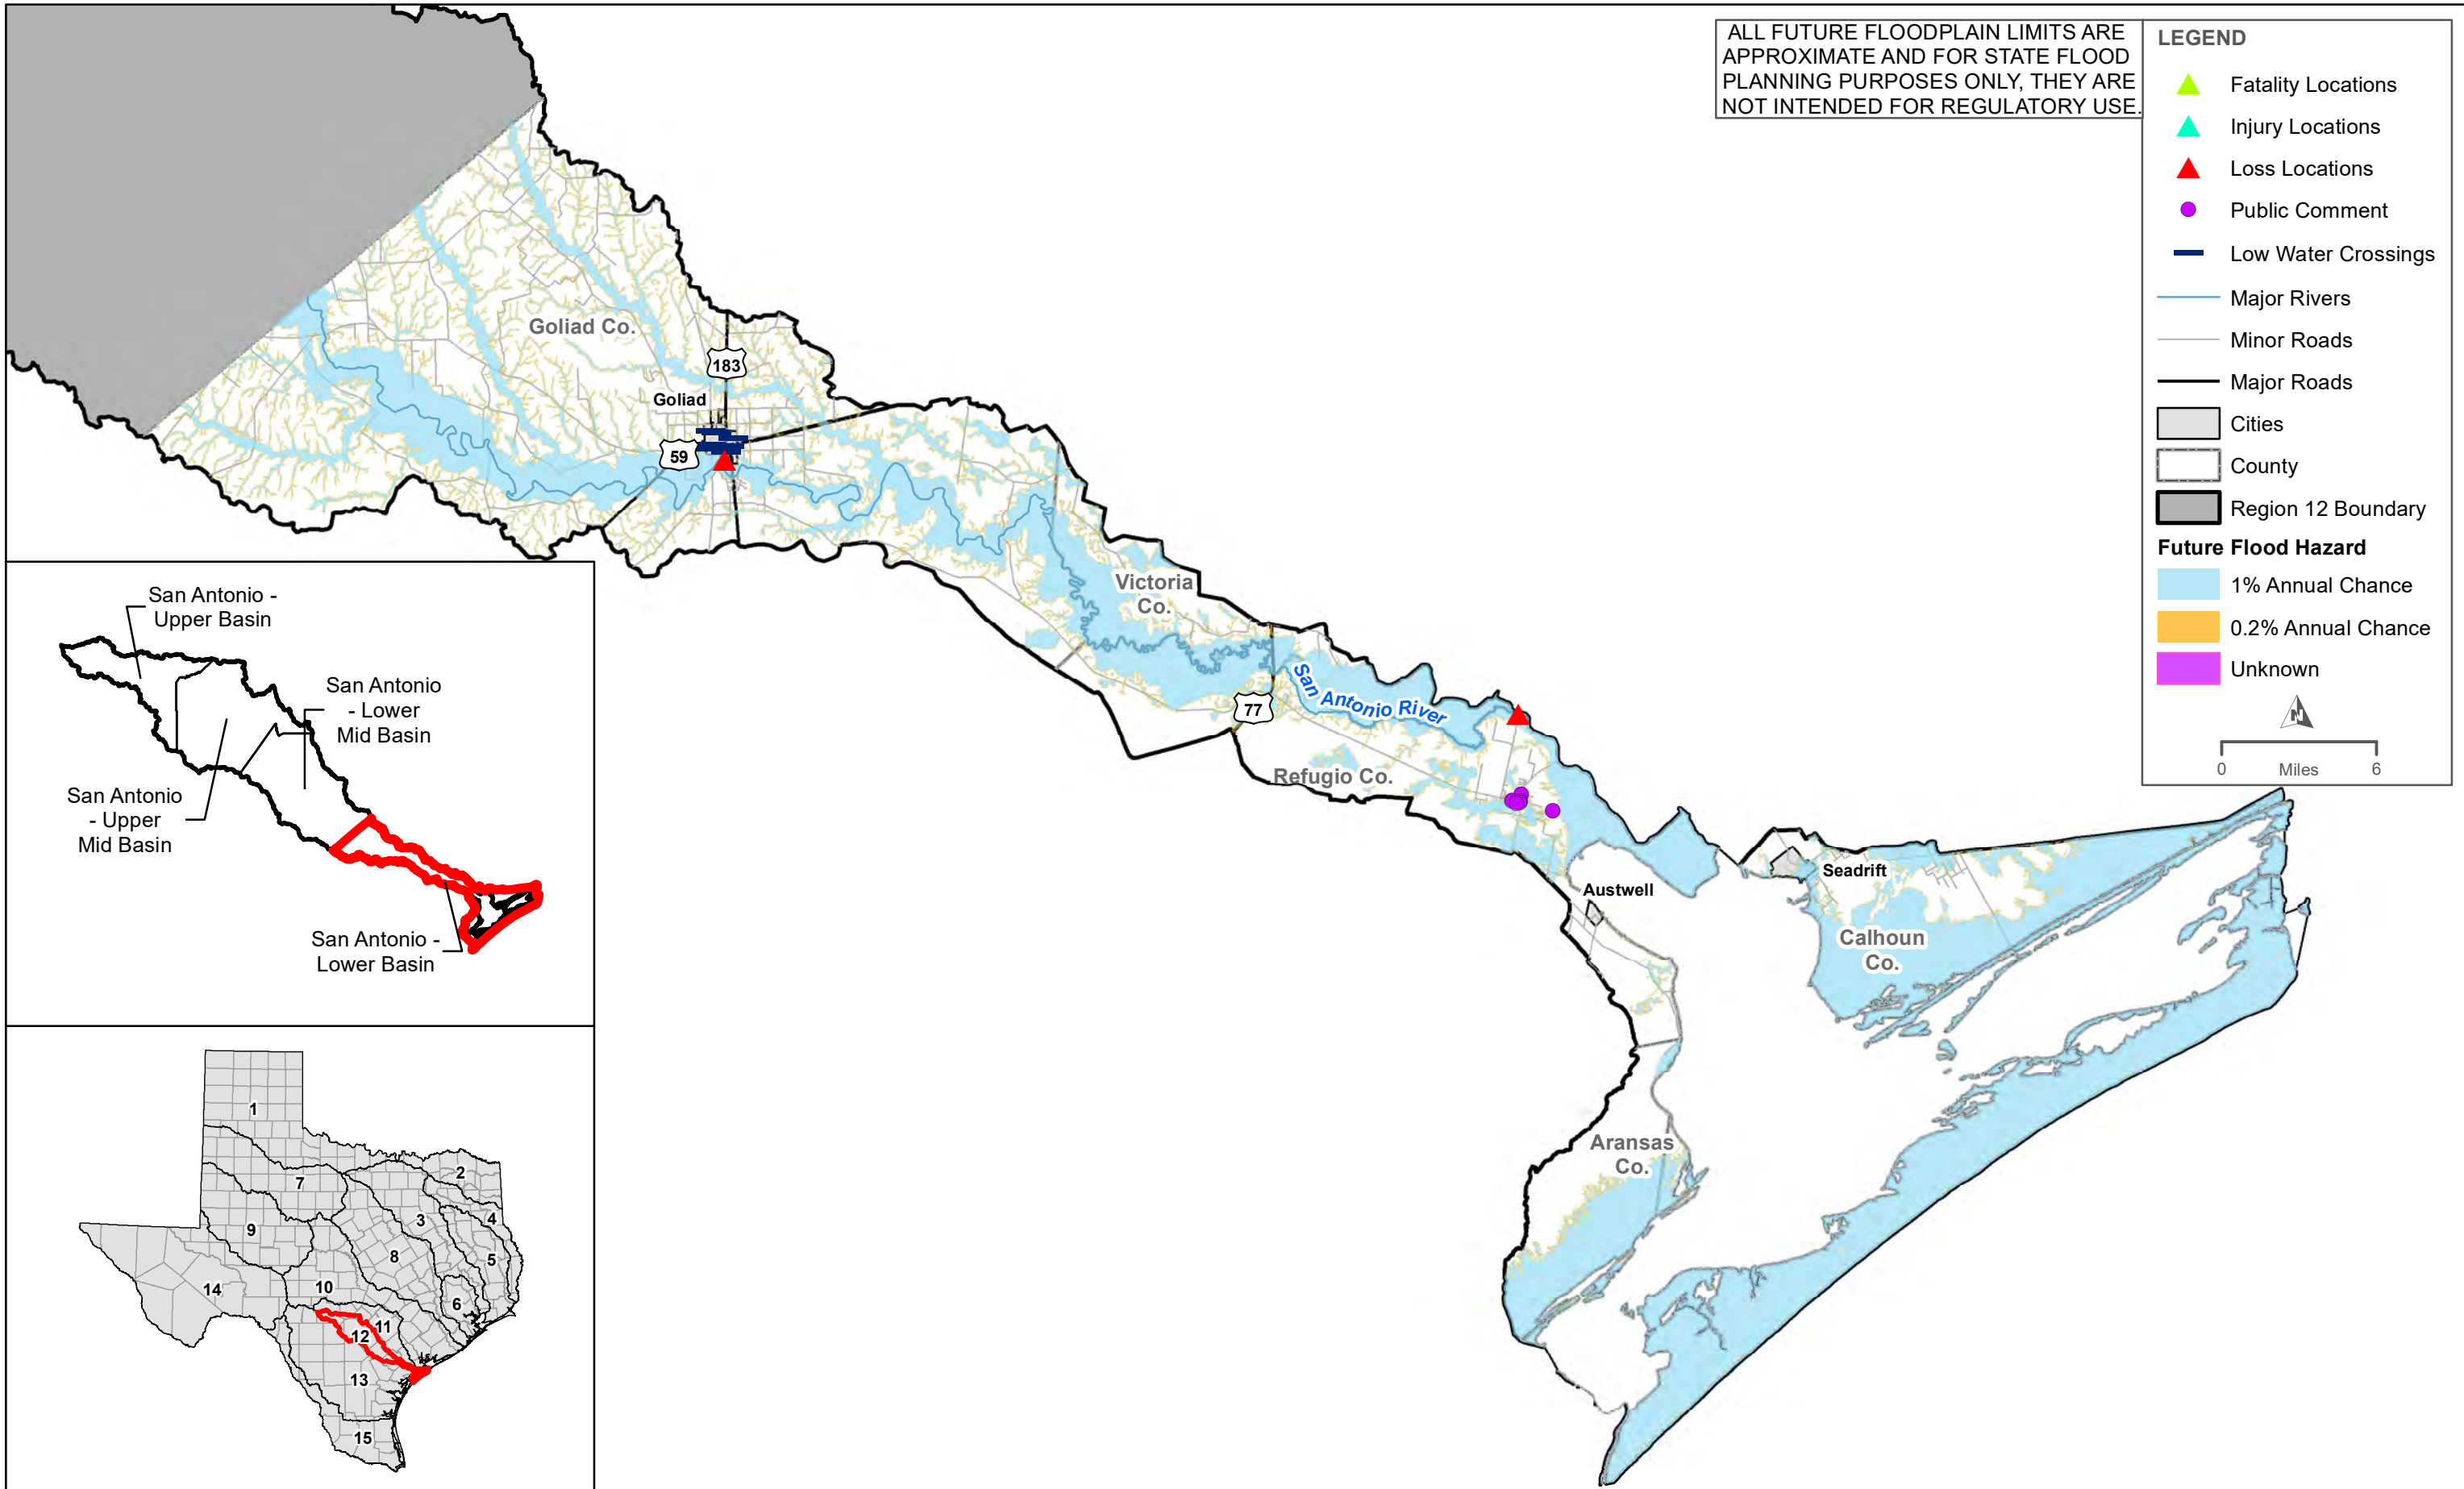 ALL FUTURE FLOODPLAIN LIMITS ARE
APPROXIMATE AND FOR STATE FLOOD
PLANNING PURPOSES ONLY, THEY ARE
NOT INTENDED FOR REGULATORY USE.
LEGEND
Fatality Locations
Injury Locations
Loss Locations
Public Comment
Low Water Crossings
Major Rivers
Minor Roads
Major Roads
Cities
County
Region 12 Boundary
Future Flood Hazard
1% Annual Chance
0.2% Annual Chance
Unknown
N
0 Miles 6
Goliad Co.
183
Goliad
59
Victoria
Co.
San Antonio River
77
Refugio Co.
Austwell
Seadrift
Calhoun
Co.
Aransas
Co.
San Antonio -
Upper Basin
San Antonio
- Lower
Mid Basin
San Antonio
- Upper
Mid Basin
San Antonio -
Lower Basin
1
2
7
3
4
9
8
5
14
10
6
11
12
13
15